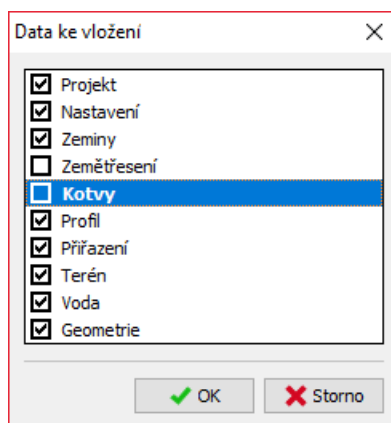 Data ke vložení
Projekt
Nastavení
Zeminy
Zemětřesení
Kotvy
Profil
Přiřazení
Terén
Voda
Geometrie
OK
Storno